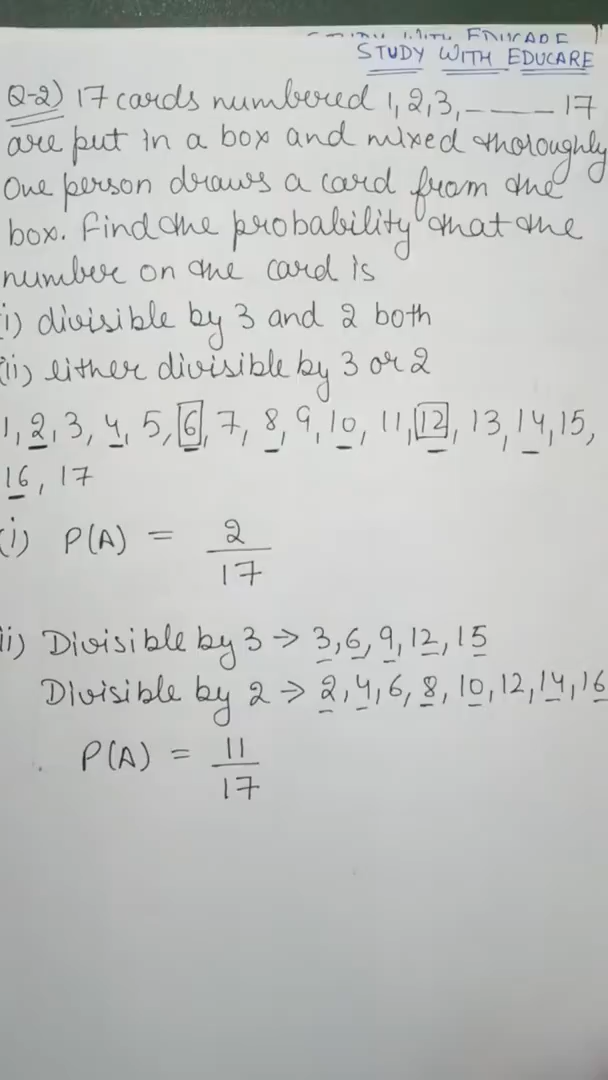 STUDY WITH EDUCARE
Q-2) 17 cards numbered 1,2,3,———17
are put in a box and mixed thoroughly
One person draws a card from the
box. Find the probability that the
number on the card is
i) divisible by 3 and 2 both
(ii) either divisible by 3 or 2
1, 2, 3, 4, 5, 6, 7, 8, 9, 10, 11, 12, 13, 14, 15,
16, 17
(i) P(A) = 2/17
ii) Divisible by 3 → 3, 6, 9, 12, 15
Divisible by 2 → 2, 4, 6, 8, 10, 12, 14, 16
P(A) = 11/17